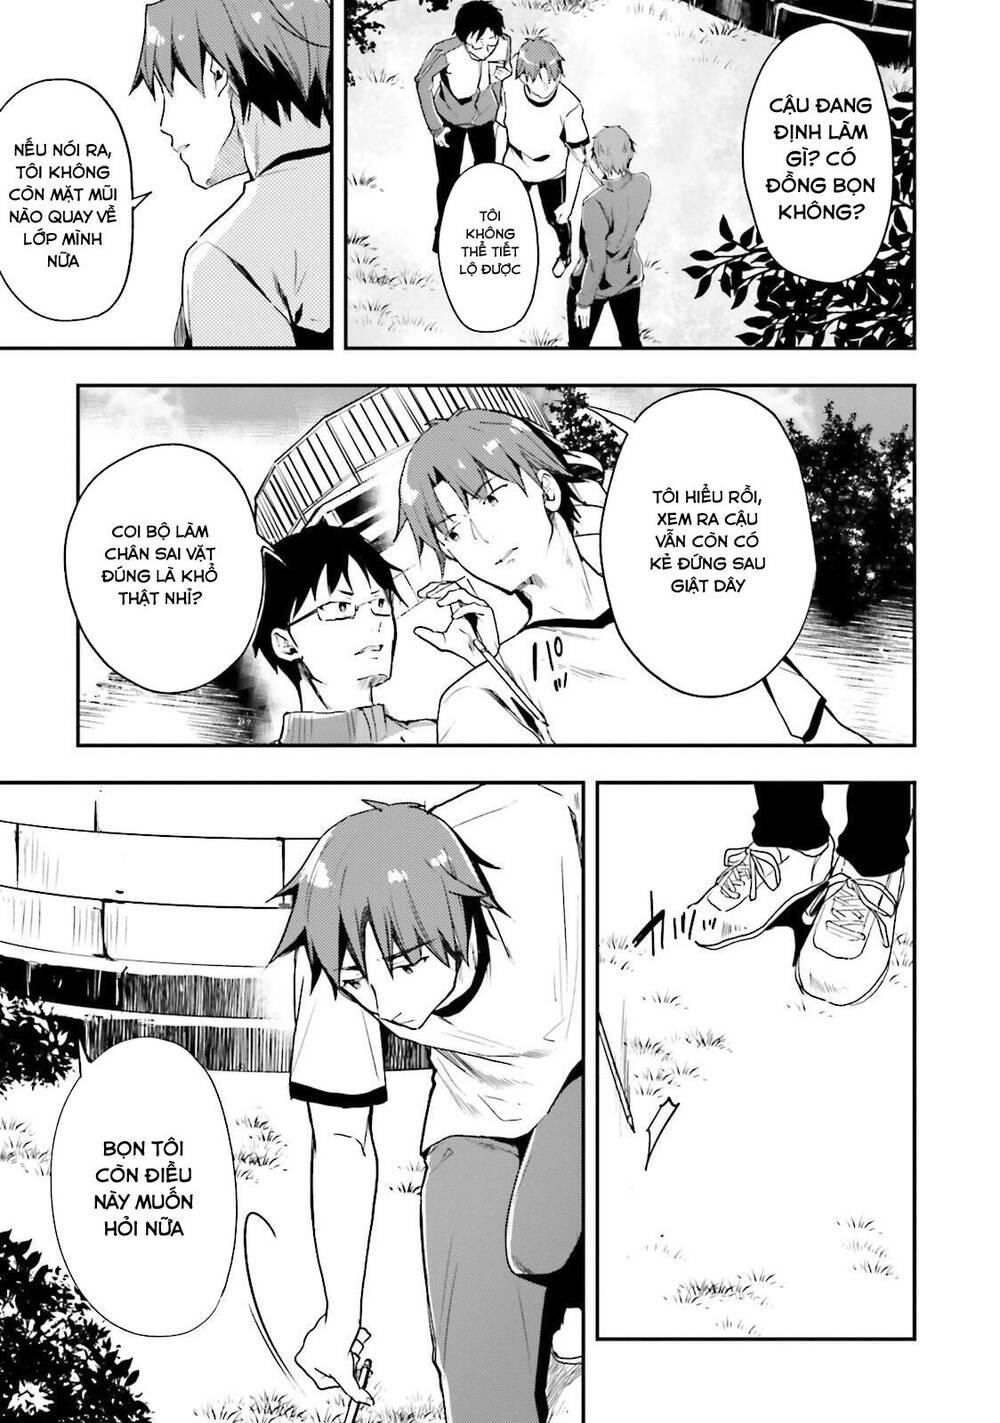 CẬU ĐANG
ĐỊNH LÀM
GÌ? CÓ
ĐỒNG BỌN
KHÔNG?
TÔI
KHÔNG
THỂ TIẾT
LỘ ĐƯỢC
NẾU NÓI RA,
TÔI KHÔNG
CÒN MẶT MŨI
NÀO QUAY VỀ
LỚP MÌNH
NỮA
TÔI HIỂU RỒI,
XEM RA CẬU
VẪN CÒN CÓ
KẺ ĐỨNG SAU
GIẬT DÂY
COI BỘ LÀM
CHÂN SAI VẶT
ĐÚNG LÀ KHỔ
THẬT NHỈ?
BỌN TÔI
CÒN ĐIỀU
NÀY MUỐN
HỎI NỮA